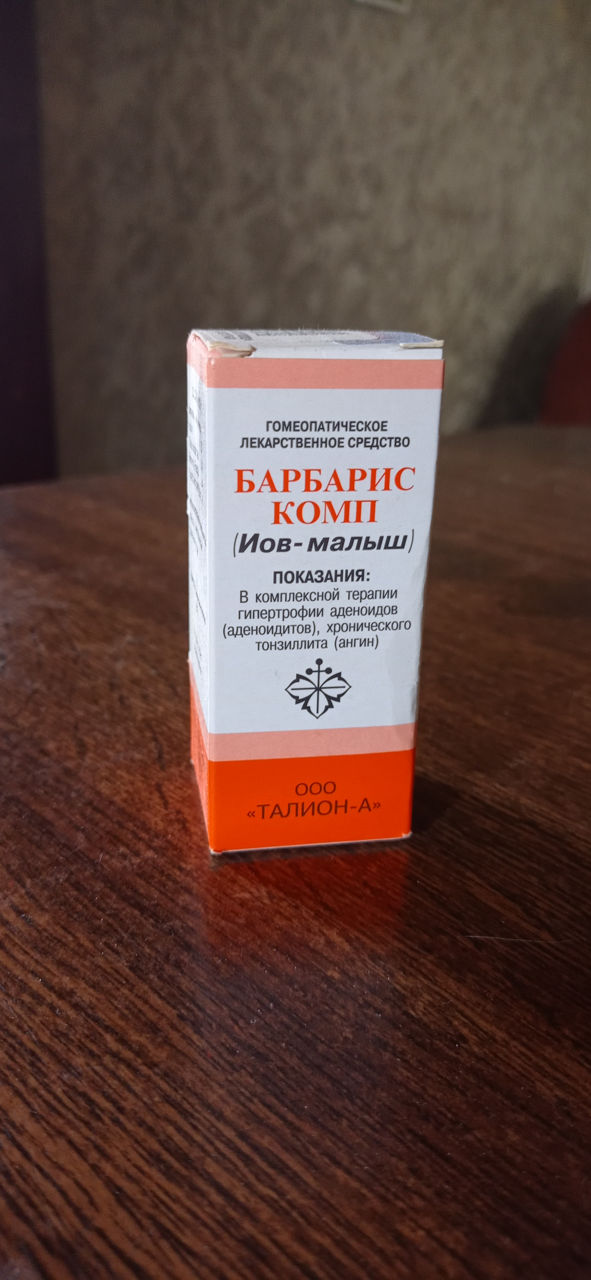 ГОМЕОПАТИЧЕСКОЕ
ЛЕКАРСТВЕННОЕ СРЕДСТВО
БАРБАРИС
КОМП
(Иов-малыш)
ПОКАЗАНИЯ:
В комплексной терапии
гипертрофии аденоидов
(аденоидитов), хронического
тонзиллита (ангин)
ООО
«ТАЛИОН-А»